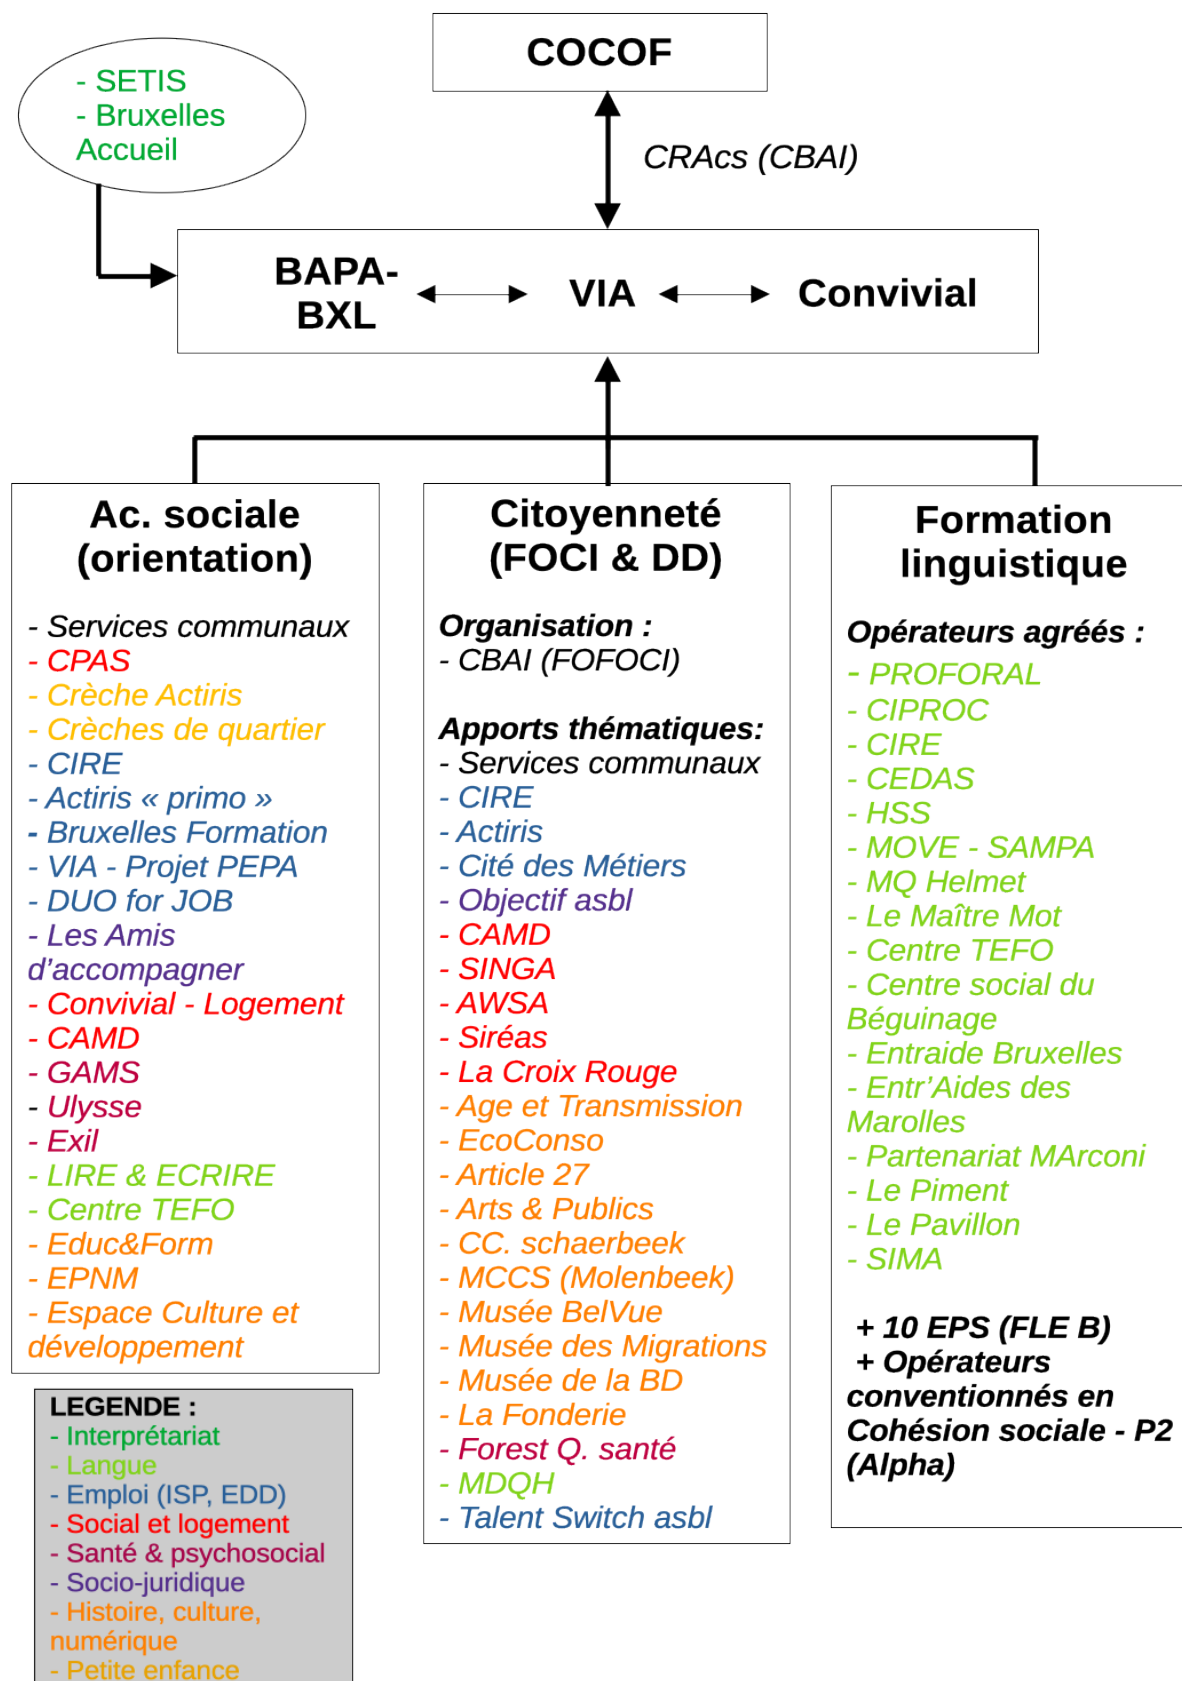 COCOF
- SETIS
- Bruxelles
Accueil
CRAcs (CBAI)
BAPA-
BXL
VIA
Convivial
Ac. sociale
(orientation)
- Services communaux
- CPAS
- Crèche Actiris
- Crèches de quartier
- CIRE
- Actiris « primo »
- Bruxelles Formation
- VIA - Projet PEPA
- DUO for JOB
- Les Amis
d’accompagner
- Convivial - Logement
- CAMD
- GAMS
- Ulysse
- Exil
- LIRE & ECRIRE
- Centre TEFO
- Educ&Form
- EPNM
- Espace Culture et
développement
Citoyenneté
(FOCI & DD)
Organisation :
- CBAI (FOFOCI)
Apports thématiques:
- Services communaux
- CIRE
- Actiris
- Cité des Métiers
- Objectif asbl
- CAMD
- SINGA
- AWSA
- Siréas
- La Croix Rouge
- Age et Transmission
- EcoConso
- Article 27
- Arts & Publics
- CC. schaerbeek
- MCCS (Molenbeek)
- Musée BelVue
- Musée des Migrations
- Musée de la BD
- La Fonderie
- Forest Q. santé
- MDQH
- Talent Switch asbl
Formation
linguistique
Opérateurs agréés :
- PROFORAL
- CIPROC
- CIRE
- CEDAS
- HSS
- MOVE - SAMPA
- MQ Helmet
- Le Maître Mot
- Centre TEFO
- Centre social du
Béguinage
- Entraide Bruxelles
- Entr’Aides des
Marolles
- Partenariat MArconi
- Le Piment
- Le Pavillon
- SIMA
+ 10 EPS (FLE B)
+ Opérateurs
conventionnés en
Cohésion sociale - P2
(Alpha)
LEGENDE :
- Interprétariat
- Langue
- Emploi (ISP, EDD)
- Social et logement
- Santé & psychosocial
- Socio-juridique
- Histoire, culture,
numérique
- Petite enfance